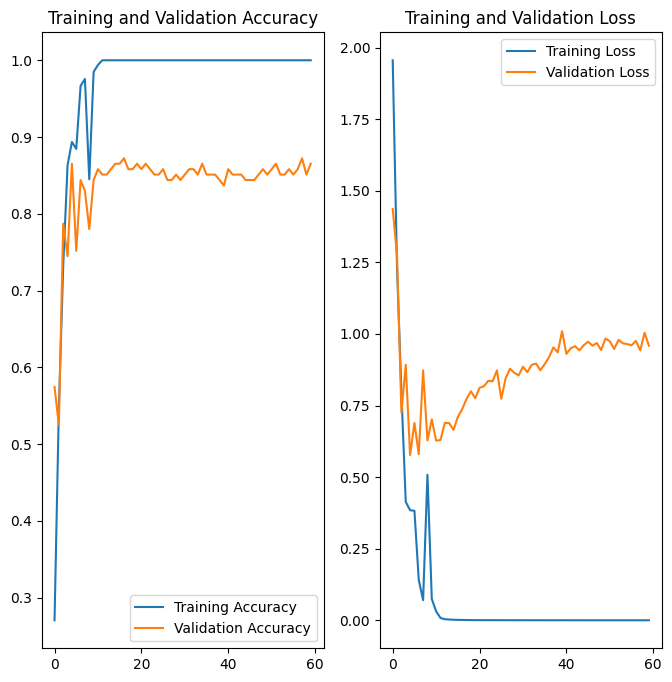 Training and Validation Accuracy
1.0
0.9
0.8
0.7
0.6
0.5
0.4
0.3
0 20 40 60
Training Accuracy
Validation Accuracy
Training and Validation Loss
2.00
1.75
1.50
1.25
1.00
0.75
0.50
0.25
0.00
0 20 40 60
Training Loss
Validation Loss